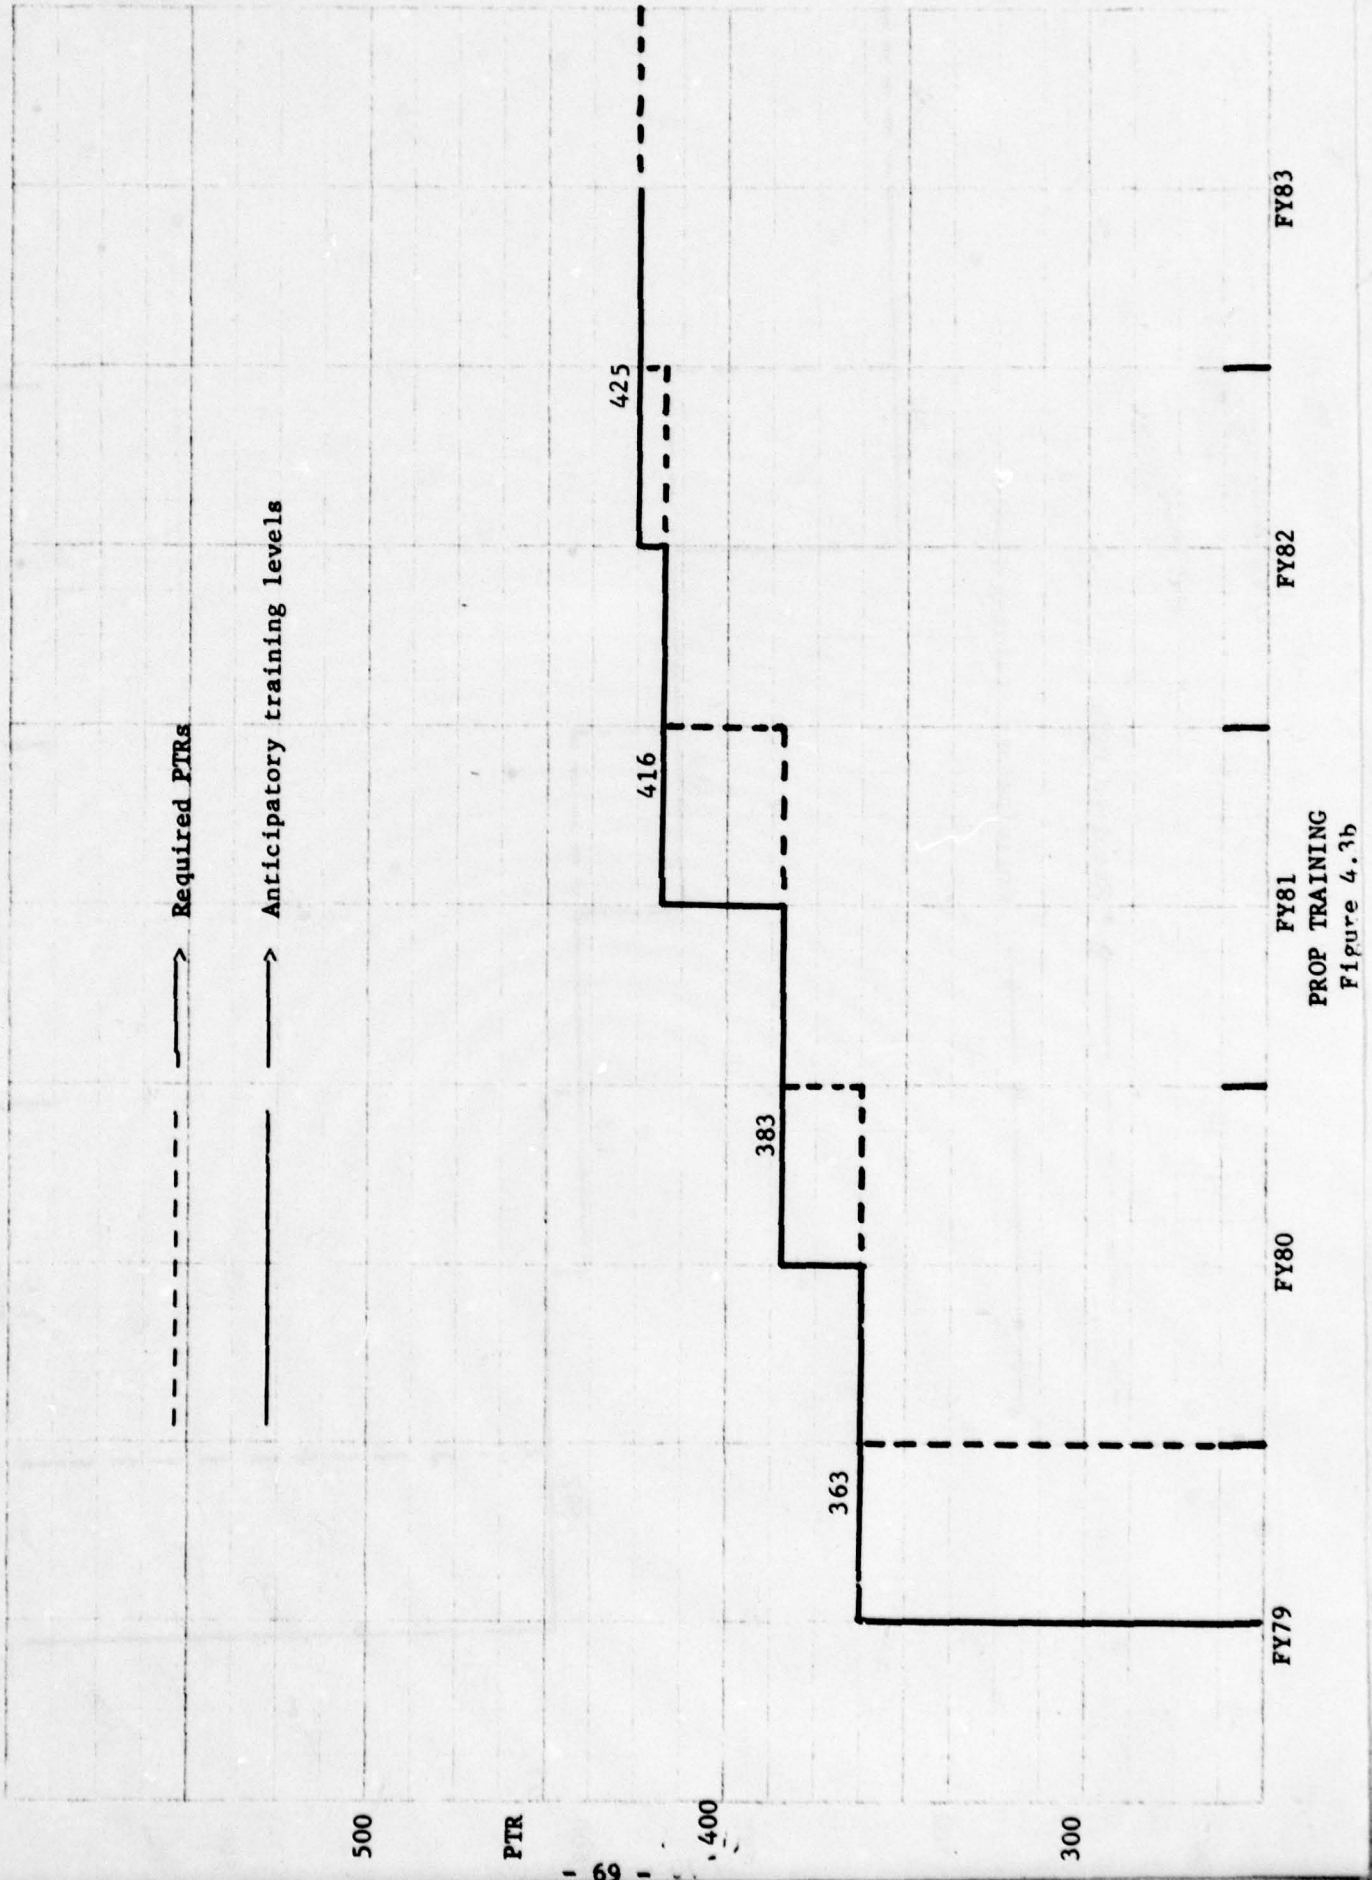 Required PTRs
Anticipatory training levels
500
PTR
400
300
363
383
416
425
FY79
FY80
FY81
FY82
FY83
PROP TRAINING
Figure 4.3b
- 69 -